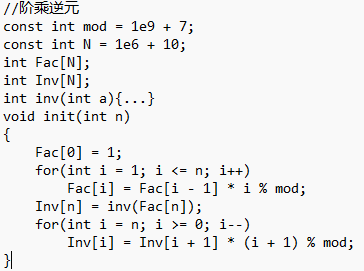 //阶乘逆元
const int mod = 1e9 + 7;
const int N = 1e6 + 10;
int Fac[N];
int Inv[N];
int inv(int a){...}
void init(int n)
{
    Fac[0] = 1;
    for(int i = 1; i <= n; i++)
        Fac[i] = Fac[i - 1] * i % mod;
    Inv[n] = inv(Fac[n]);
    for(int i = n; i >= 0; i--)
        Inv[i] = Inv[i + 1] * (i + 1) % mod;
}